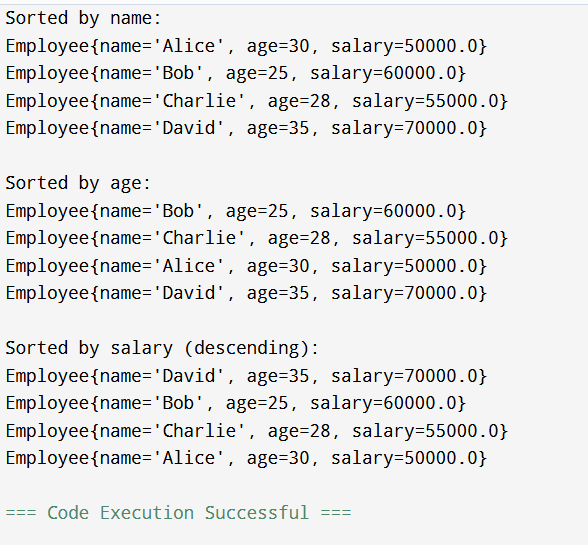 Sorted by name:
Employee{name='Alice', age=30, salary=50000.0}
Employee{name='Bob', age=25, salary=60000.0}
Employee{name='Charlie', age=28, salary=55000.0}
Employee{name='David', age=35, salary=70000.0}

Sorted by age:
Employee{name='Bob', age=25, salary=60000.0}
Employee{name='Charlie', age=28, salary=55000.0}
Employee{name='Alice', age=30, salary=50000.0}
Employee{name='David', age=35, salary=70000.0}

Sorted by salary (descending):
Employee{name='David', age=35, salary=70000.0}
Employee{name='Bob', age=25, salary=60000.0}
Employee{name='Charlie', age=28, salary=55000.0}
Employee{name='Alice', age=30, salary=50000.0}

=== Code Execution Successful ===